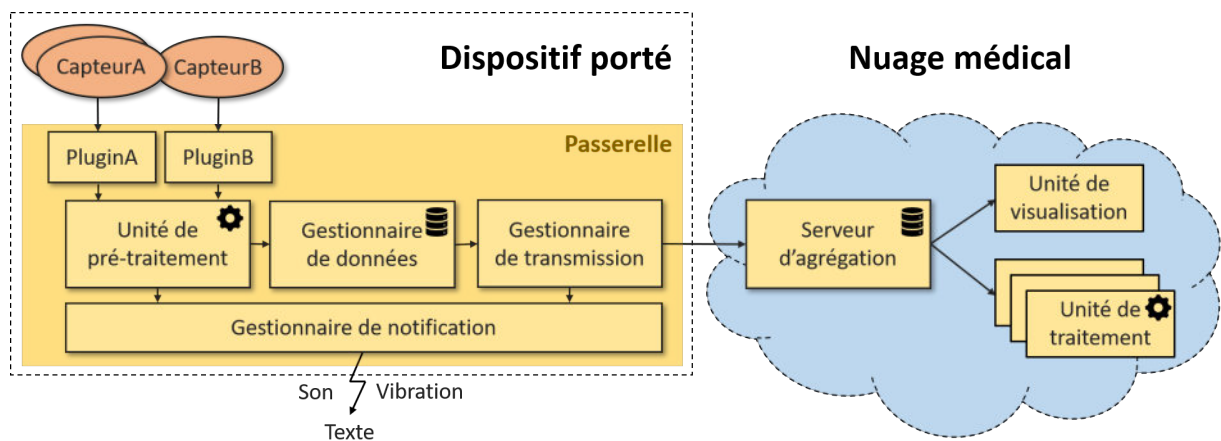 Dispositif porté
Nuage médical
CapteurA
CapteurB
Passerelle
PluginA
PluginB
Unité de
pré-traitement
Gestionnaire
de données
Gestionnaire
de transmission
Gestionnaire de notification
Son
Vibration
Texte
Serveur
d'agrégation
Unité de
visualisation
Unité de
traitement